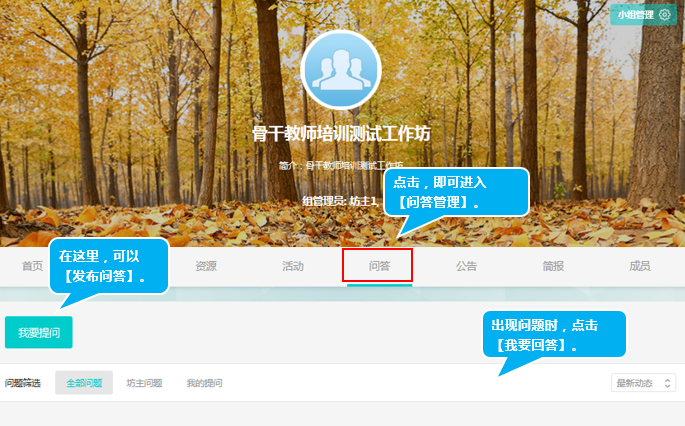 小组管理
骨干教师培训测试工作坊
简介：骨干教师培训测试工作坊
组管理员: 坊主1
点击，即可进入
【问答管理】。
在这里，可以
【发布问答】。
首页 资源 活动 问答 公告 简报 成员
我要提问
出现问题时，点击
【我要回答】。
问题筛选 全部问题 坊主问题 我的提问 最新动态